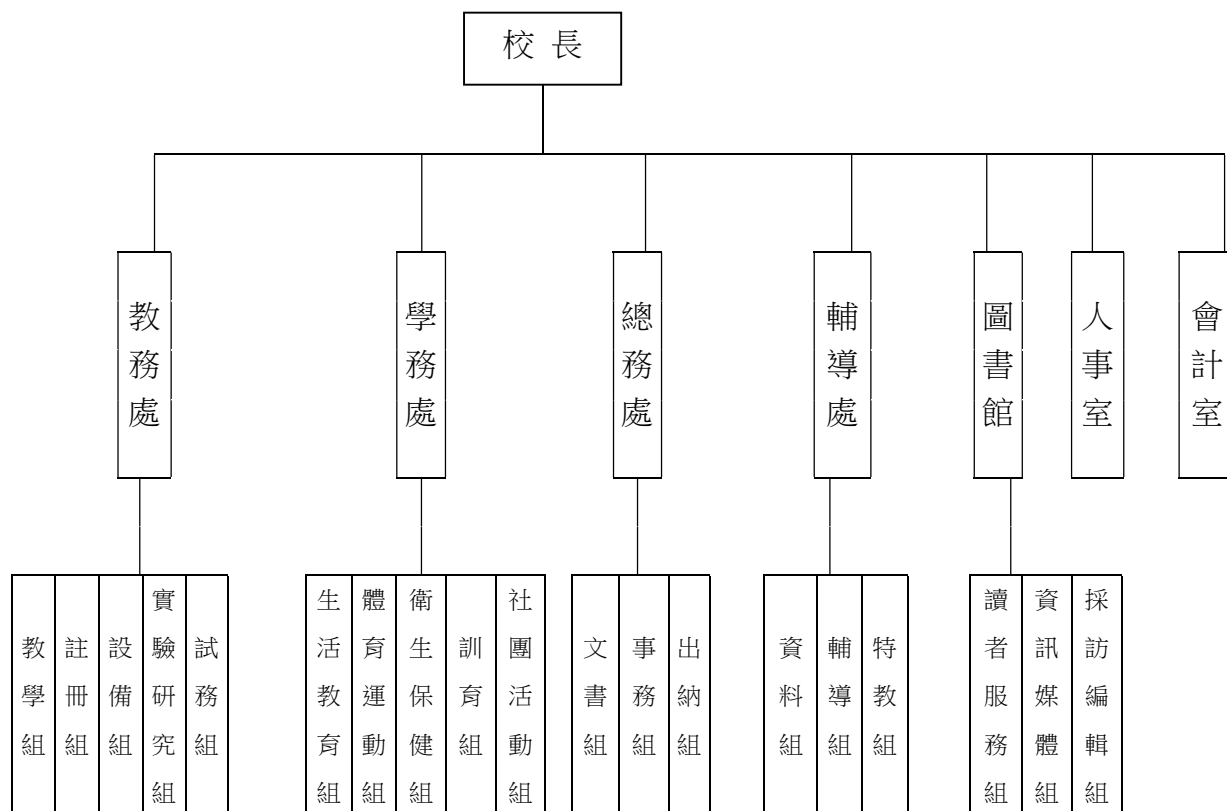 校長
教務處
學務處
總務處
輔導處
圖書館
人事室
會計室
教學組
註冊組
設備組
實驗研究組
試務組
生活教育組
體育運動組
衛生保健組
訓育組
社團活動組
文書組
事務組
出納組
資料組
輔導組
特教組
讀者服務組
資訊媒體組
採訪編輯組